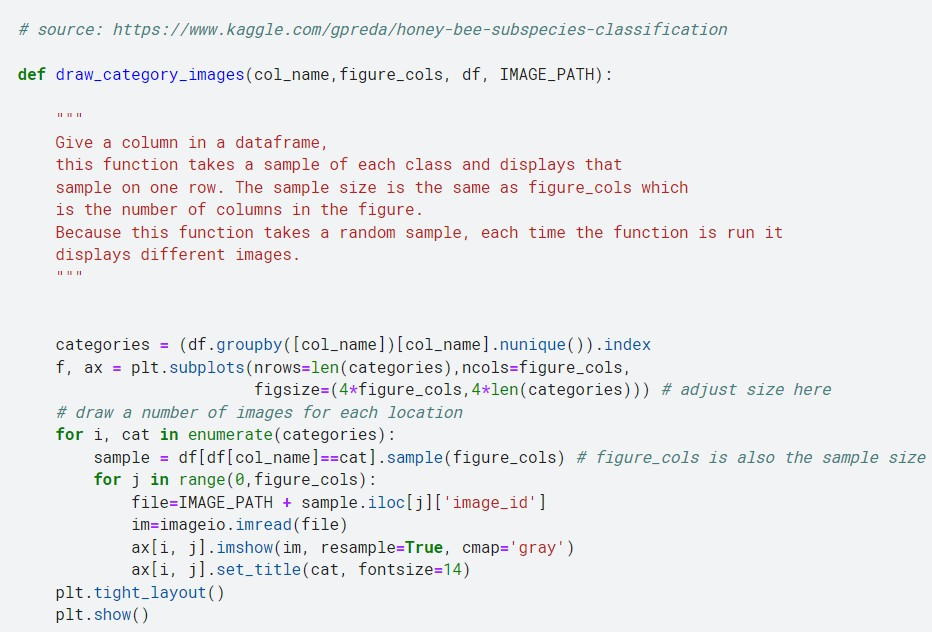 # source: https://www.kaggle.com/gpreda/honey-bee-subspecies-classification
def draw_category_images(col_name,figure_cols, df, IMAGE_PATH):
    """
    Give a column in a dataframe,
    this function takes a sample of each class and displays that
    sample on one row. The sample size is the same as figure_cols which
    is the number of columns in the figure.
    Because this function takes a random sample, each time the function is run it
    displays different images.
    """
    categories = (df.groupby([col_name])[col_name].nunique()).index
    f, ax = plt.subplots(nrows=len(categories),ncols=figure_cols,
                         figsize=(4*figure_cols,4*len(categories))) # adjust size here
    # draw a number of images for each location
    for i, cat in enumerate(categories):
        sample = df[df[col_name]==cat].sample(figure_cols) # figure_cols is also the sample size
        for j in range(0,figure_cols):
            file=IMAGE_PATH + sample.iloc[j]['image_id']
            im=imageio.imread(file)
            ax[i, j].imshow(im, resample=True, cmap='gray')
            ax[i, j].set_title(cat, fontsize=14)
    plt.tight_layout()
    plt.show()